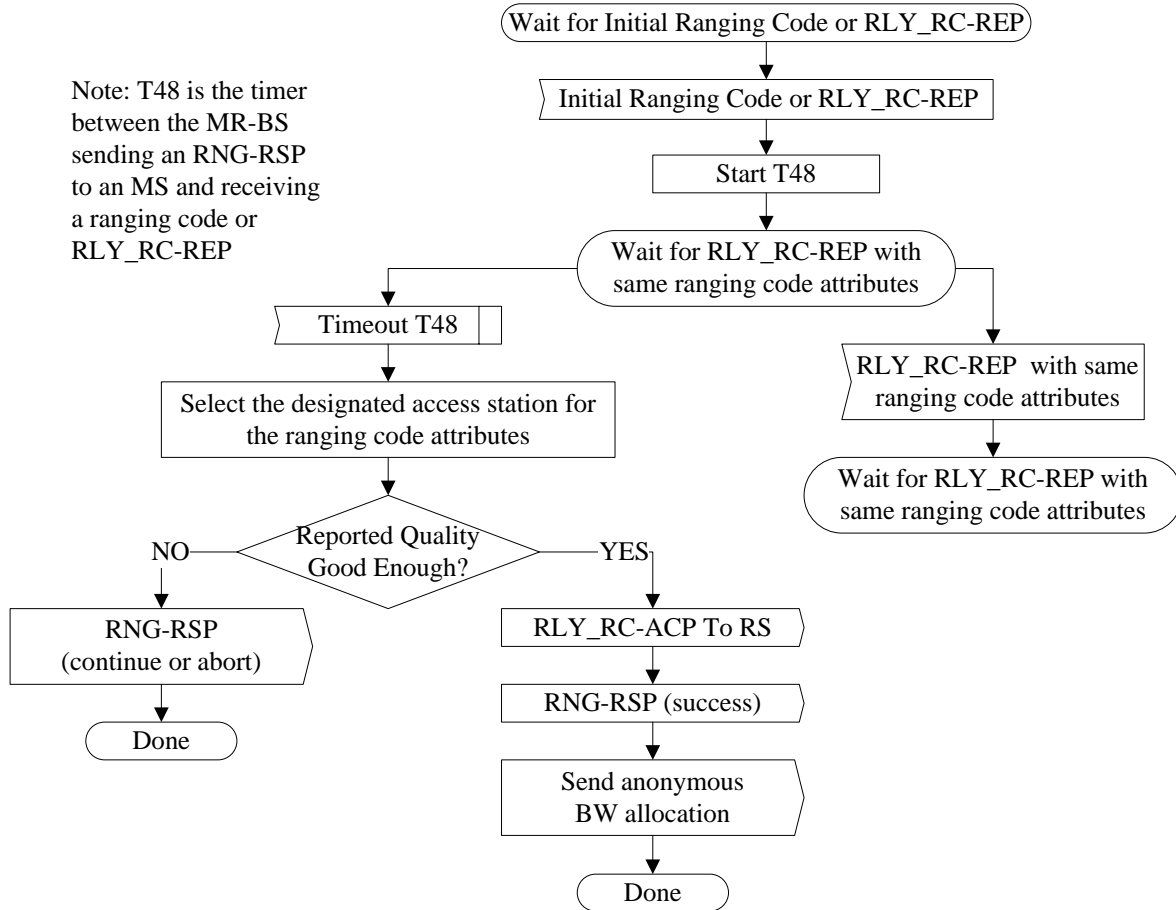 Wait for Initial Ranging Code or RLY_RC-REP
Note: T48 is the timer
between the MR-BS
sending an RNG-RSP
to an MS and receiving
a ranging code or
RLY_RC-REP
Initial Ranging Code or RLY_RC-REP
Start T48
Wait for RLY_RC-REP with
same ranging code attributes
Timeout T48
RLY_RC-REP with same
ranging code attributes
Select the designated access station for
the ranging code attributes
Wait for RLY_RC-REP with
same ranging code attributes
Reported Quality
Good Enough?
NO
YES
RNG-RSP
(continue or abort)
Done
RLY_RC-ACP To RS
RNG-RSP (success)
Send anonymous
BW allocation
Done